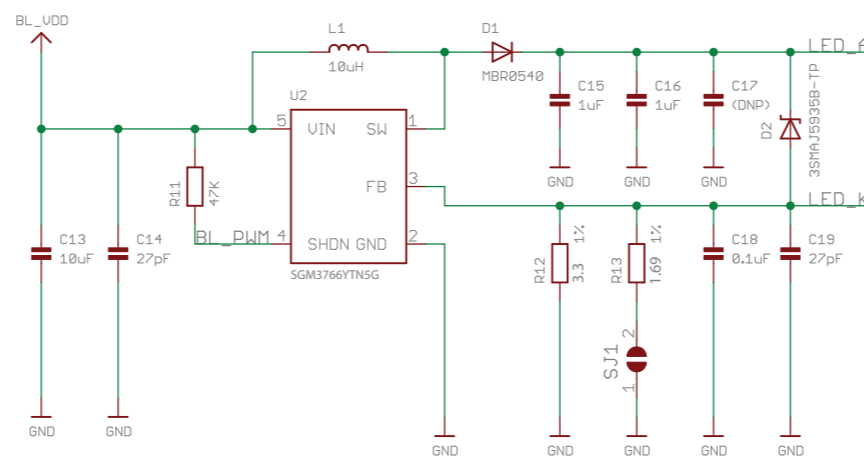 BL_VDD
L1
10uH
D1
MBR0540
LED_A
C15
1uF
C16
1uF
C17
(DNP)
D2
3SMAJ5935B-TP
U2
5
VIN
SW
1
FB
3
4
SHDN
GND
2
SGM3766YTN5G
R11
47K
BL_PWM
C13
10uF
C14
27pF
GND
GND
GND
LED_K
R12
3.3
1%
R13
1.69
1%
C18
0.1uF
C19
27pF
SJ1
2
1
GND
GND
GND
GND
GND
GND
GND